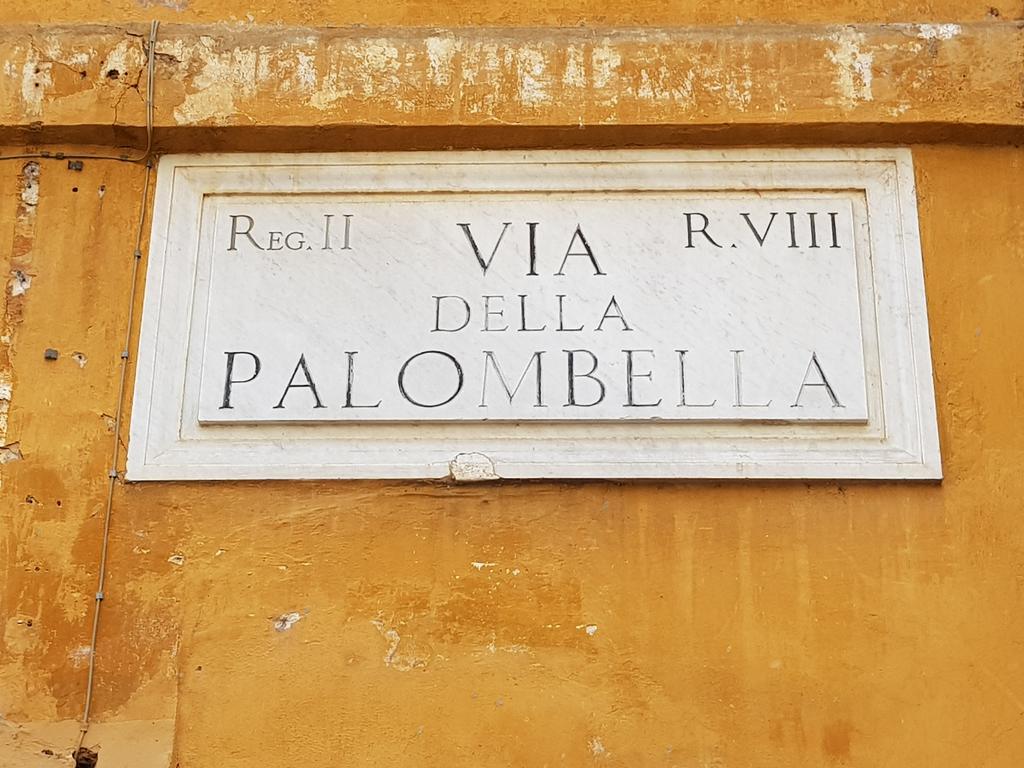 REG. II VIA R. VIII
DELLA
PALOMBELLA